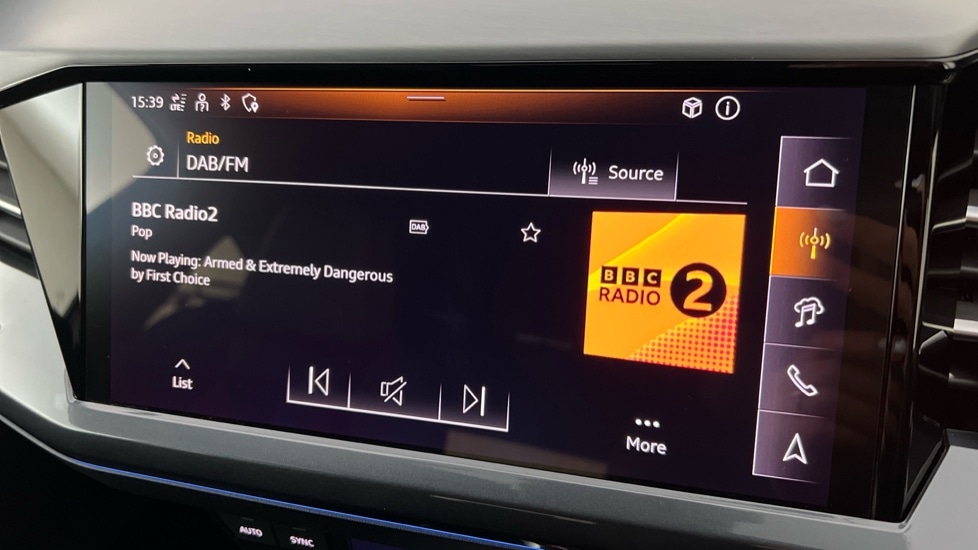 15:39 LTE
Radio
DAB/FM
Source
BBC Radio2
DAB
Pop
Now Playing: Armed & Extremely Dangerous
by First Choice
BBC
RADIO 2
List
More
AUTO
SYNC